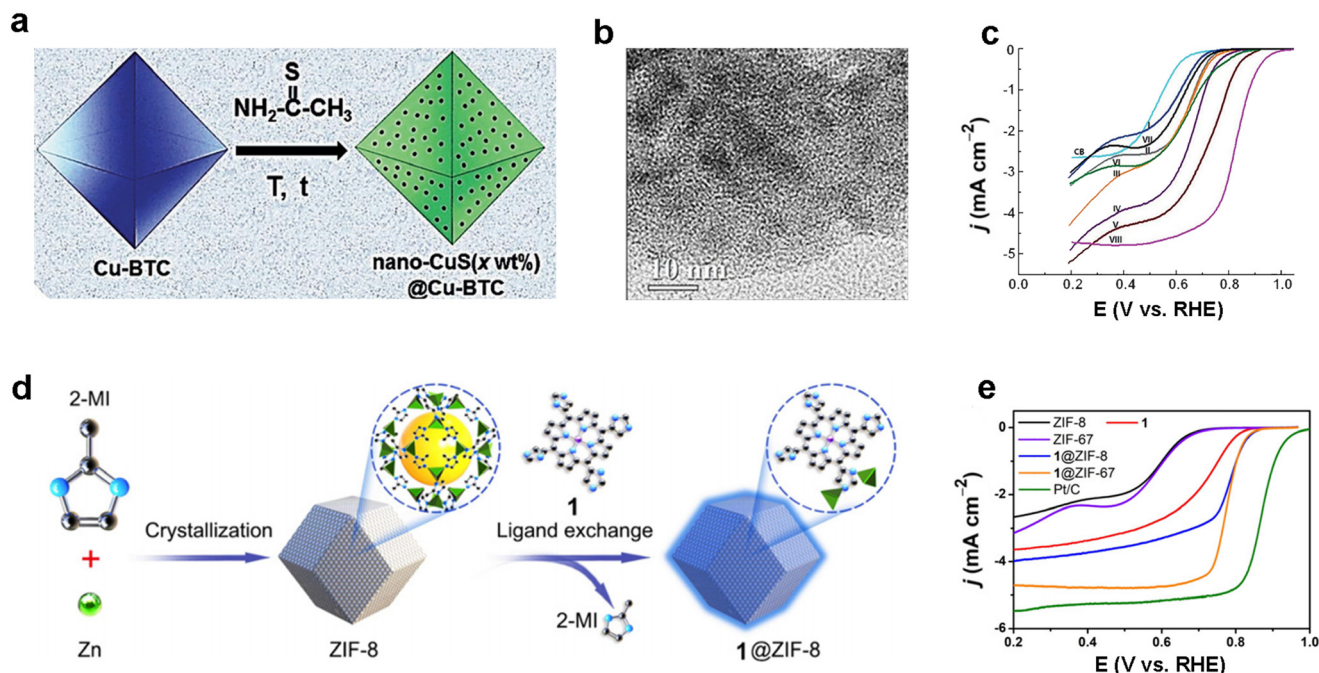 a
S
NH₂-C-CH₃
T, t
Cu-BTC
nano-CuS(x wt%)
@Cu-BTC
b
10 nm
c
0
-1
-2
-3
-4
-5
j (mA cm⁻²)
CB
I
VII
II
VI
III
IV
V
VIII
0.0 0.2 0.4 0.6 0.8 1.0
E (V vs. RHE)
d
2-MI
+
Zn
Crystallization
ZIF-8
1
Ligand exchange
2-MI
1@ZIF-8
e
ZIF-8 1
ZIF-67
1@ZIF-8
1@ZIF-67
Pt/C
0
-2
-4
-6
j (mA cm⁻²)
0.2 0.4 0.6 0.8 1.0
E (V vs. RHE)